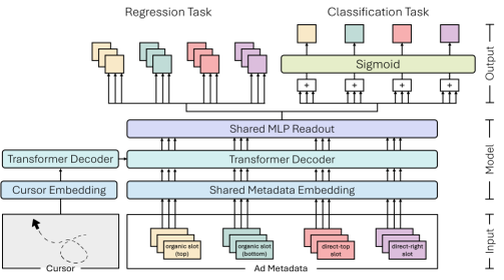 Regression Task
Classification Task
Sigmoid
+ + + +
Output
Shared MLP Readout
Transformer Decoder
Transformer Decoder
Model
Cursor Embedding
Shared Metadata Embedding
organic slot
(top)
organic slot
(bottom)
direct-top
slot
direct-right
slot
Input
Cursor
Ad Metadata